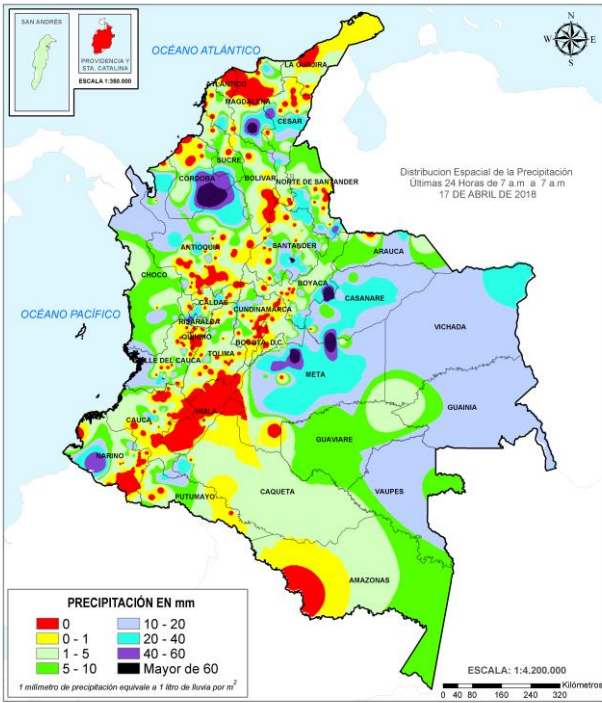 SAN ANDRÉS
PROVIDENCIA Y
STA. CATALINA
ESCALA 1:350.000
OCÉANO ATLÁNTICO
N
W E
S
LA GUAJIRA
ATLÁNTICO
MAGDALENA
CESAR
SUCRE
BOLIVAR
NORTE DE SANTANDER
CÓRDOBA
Distribucion Espacial de la Precipitación
Últimas 24 Horas de 7 a.m a 7 a.m
17 DE ABRIL DE 2018
ANTIOQUIA
SANTANDER
ARAUCA
CHOCO
BOYACA
CASANARE
OCÉANO PACÍFICO
CALDAS
CUNDINAMARCA
RISARALDA
VICHADA
QUINDIO
BOGOTÁ, D.C.
TOLIMA
VALLE DEL CAUCA
META
GUAINIA
HUILA
CAUCA
GUAVIARE
NARIÑO
CAQUETA
VAUPES
PUTUMAYO
AMAZONAS
PRECIPITACIÓN EN mm
0 10 - 20
0 - 1 20 - 40
1 - 5 40 - 60
5 - 10 Mayor de 60
1 milímetro de precipitación equivale a 1 litro de lluvia por m²
ESCALA: 1:4.200.000
Kilómetros
0 40 80 160 240 320